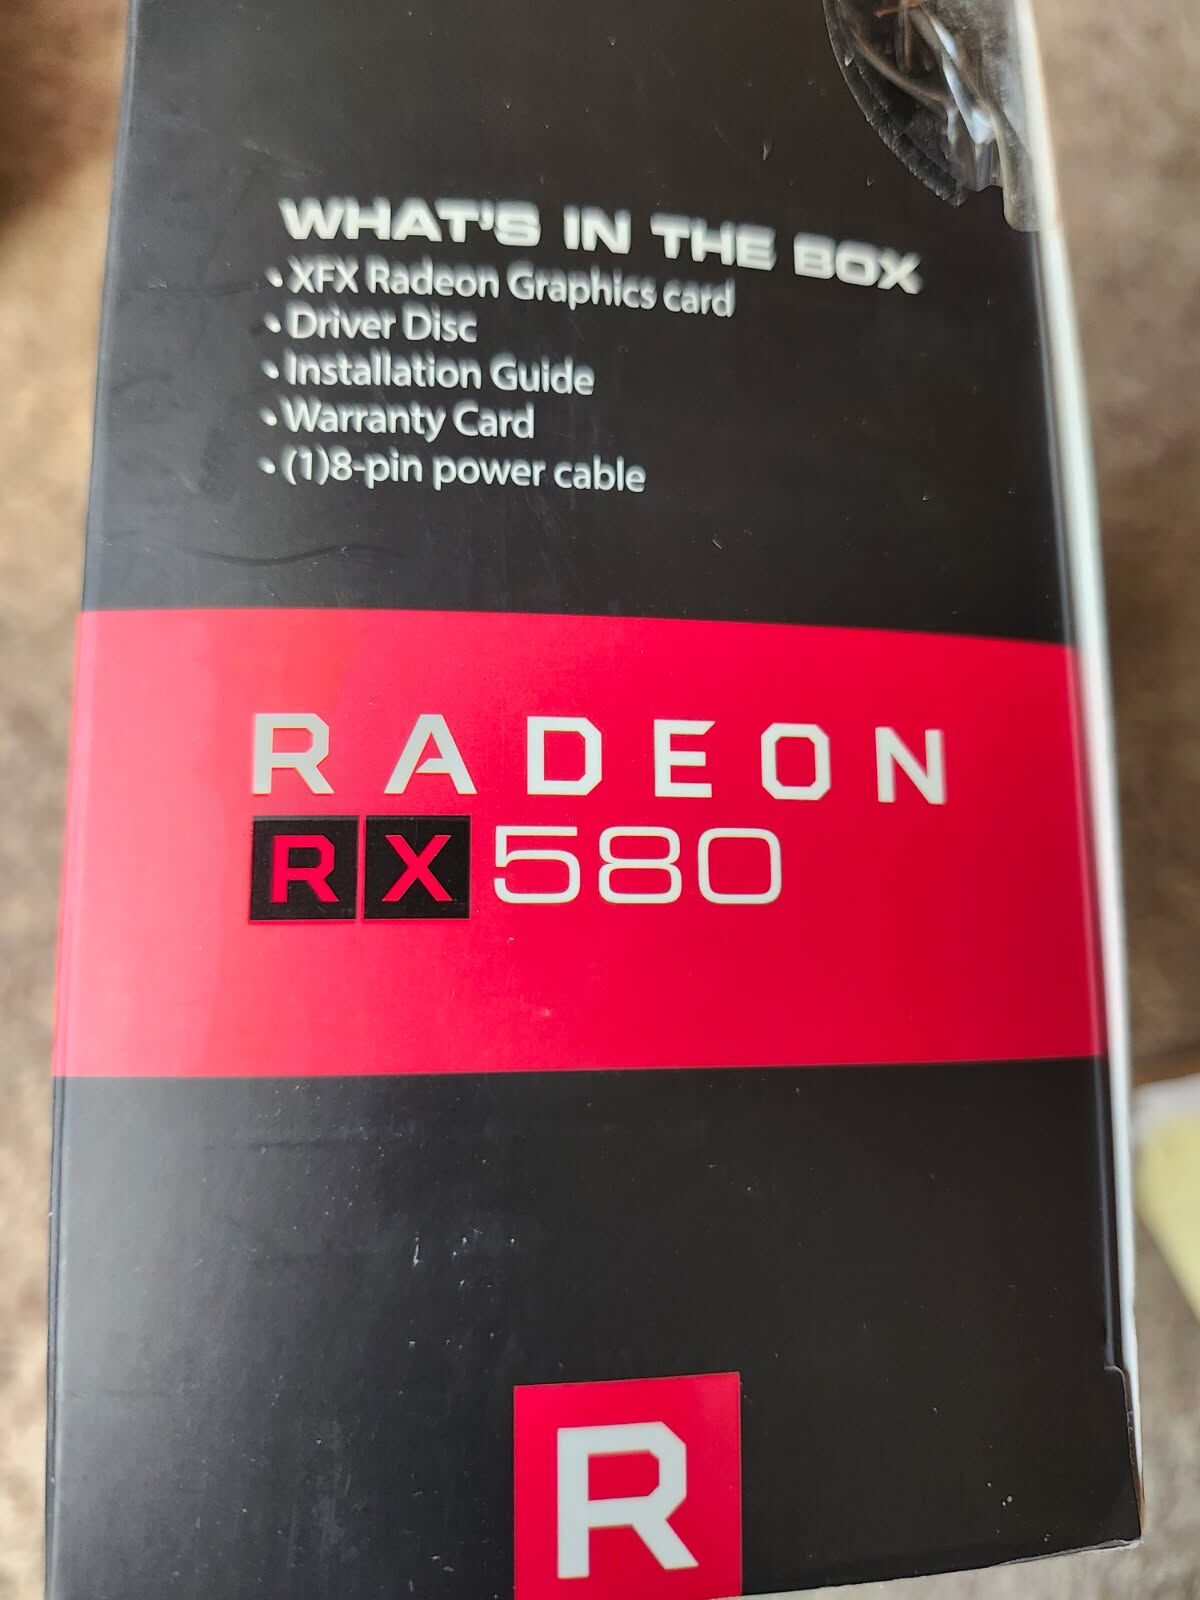 WHAT'S IN THE BOX
• XFX Radeon Graphics card
• Driver Disc
• Installation Guide
• Warranty Card
• (1)8-pin power cable
RADEON
RX 580
R